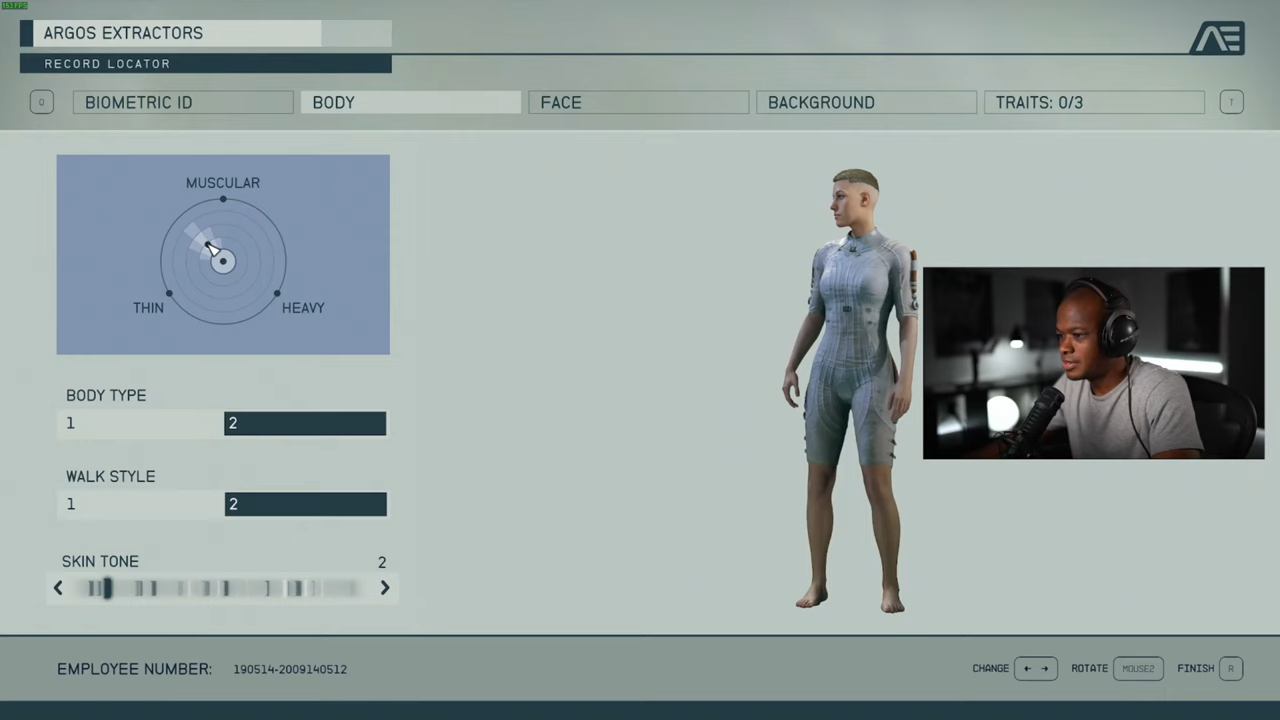 ARGOS EXTRACTORS
RECORD LOCATOR
Q
BIOMETRIC ID
BODY
FACE
BACKGROUND
TRAITS: 0/3
T
MUSCULAR
THIN
HEAVY
BODY TYPE
1
2
WALK STYLE
1
2
SKIN TONE
2
EMPLOYEE NUMBER: 190514-2009140512
CHANGE
ROTATE MOUSE2
FINISH R